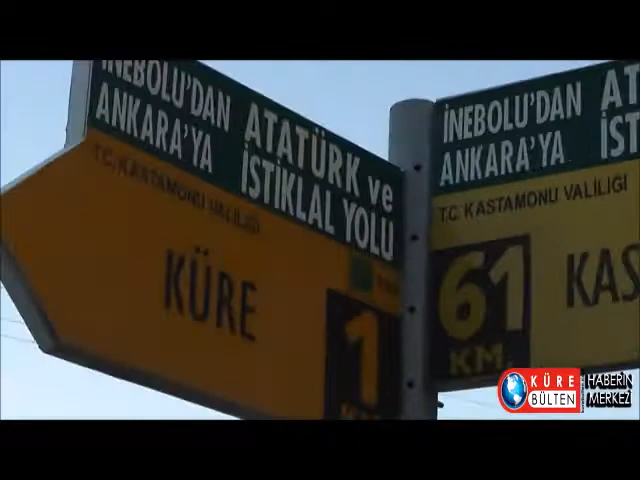 İNEBOLU'DAN
ANKARA'YA
ATATÜRK ve
İSTİKLAL YOLU
T.C. KASTAMONU VALİLİĞİ
KÜRE
1
İNEBOLU'DAN
ANKARA'YA
T.C. KASTAMONU VALİLİĞİ
61
KM.
KÜRE
BÜLTEN
HABERİN
MERKEZİ